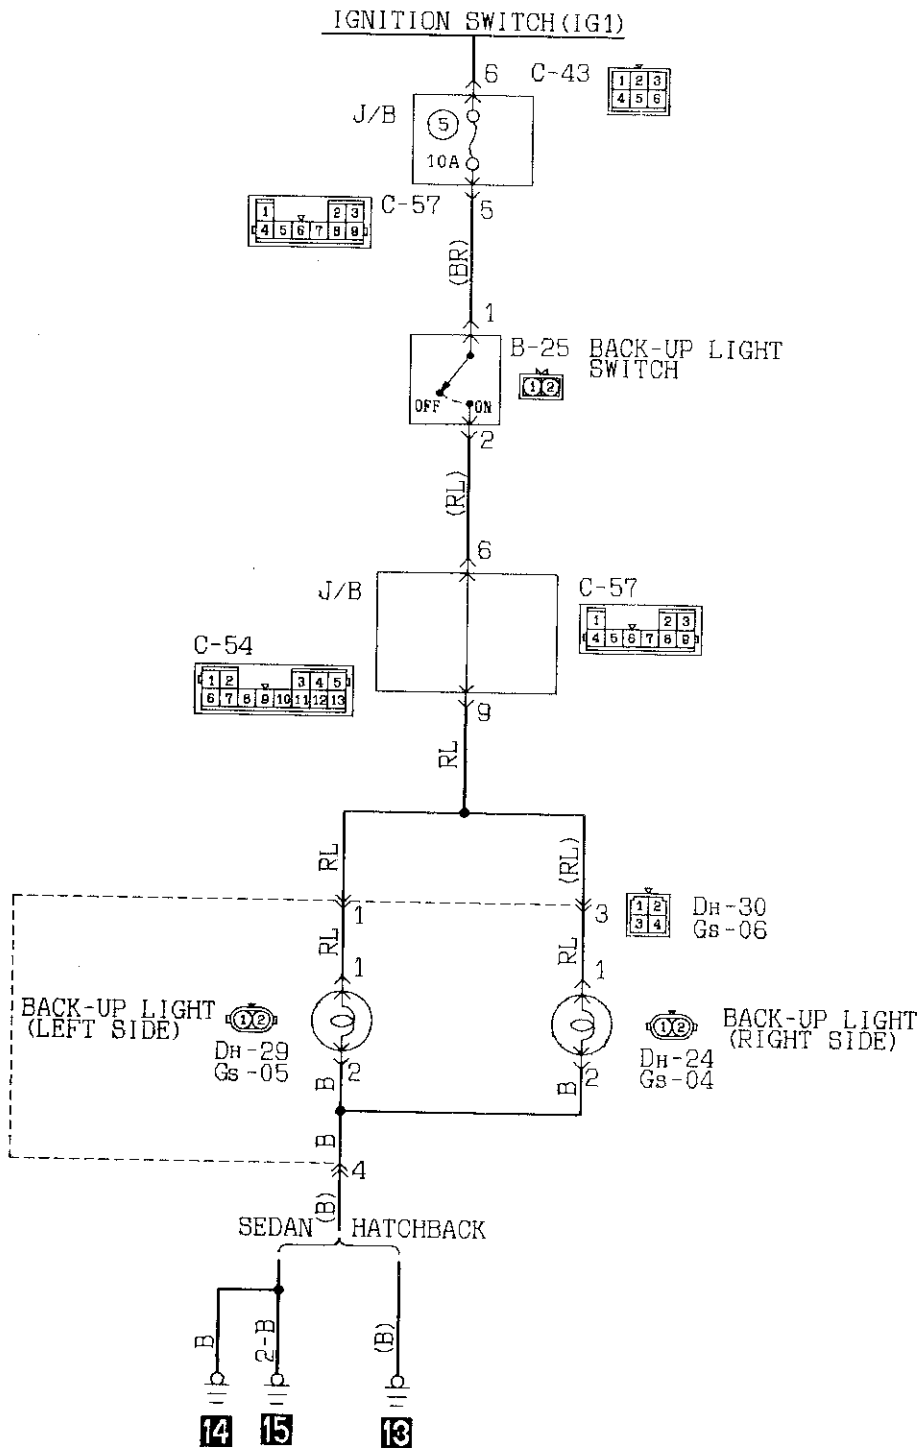 IGNITION SWITCH(IG1)
6 C-43
1 2 3
4 5 6
J/B
5
10A
C-57
5
1 2 3
4 5 6 7 8 9
(BR)
1
B-25 BACK-UP LIGHT
SWITCH
1 2
OFF ON
2
(RL)
6
J/B
C-57
1 2 3
4 5 6 7 8 9
C-54
1 2 3 4 5
6 7 8 9 10 11 12 13
9
RL
RL
(RL)
1
3
1 2
3 4
DH-30
GS-06
RL
RL
1
1
BACK-UP LIGHT
(LEFT SIDE)
1 2
DH-29
GS-05
1 2
BACK-UP LIGHT
(RIGHT SIDE)
DH-24
GS-04
2
2
B
B
B
4
(B)
SEDAN HATCHBACK
B
2-B
(B)
14
15
13